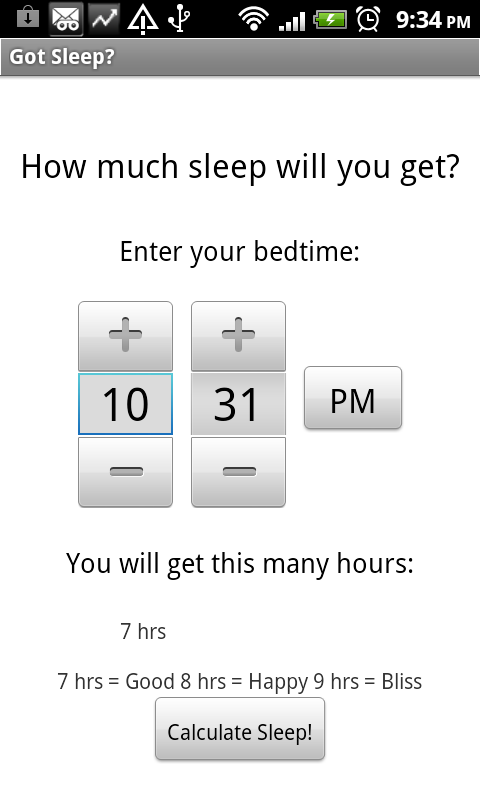 9:34 PM
Got Sleep?
How much sleep will you get?
Enter your bedtime:
10 31 PM
You will get this many hours:
7 hrs
7 hrs = Good 8 hrs = Happy 9 hrs = Bliss
Calculate Sleep!